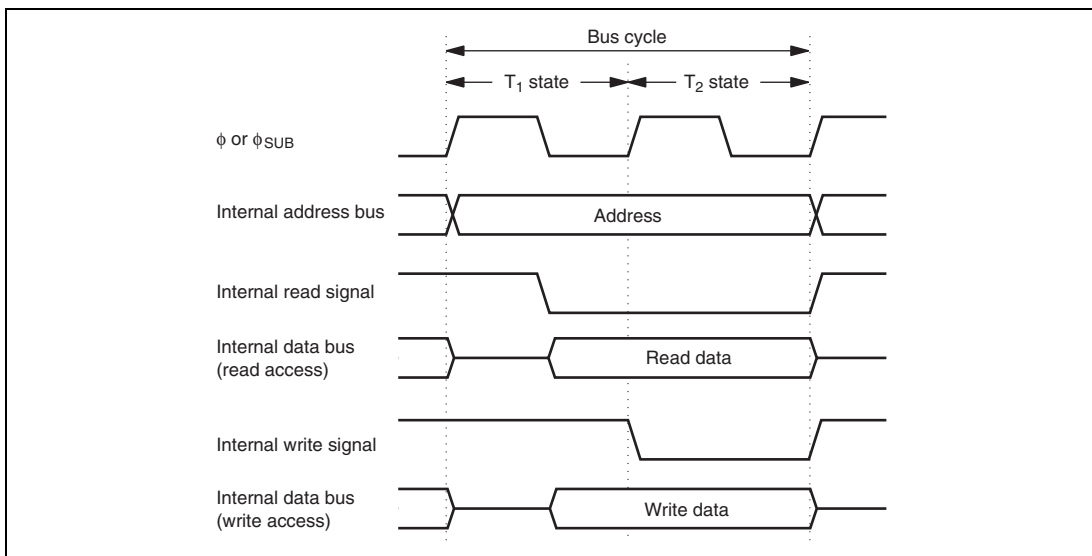 Bus cycle
T₁ state
T₂ state
ϕ or ϕSUB
Internal address bus
Address
Internal read signal
Internal data bus
(read access)
Read data
Internal write signal
Internal data bus
(write access)
Write data